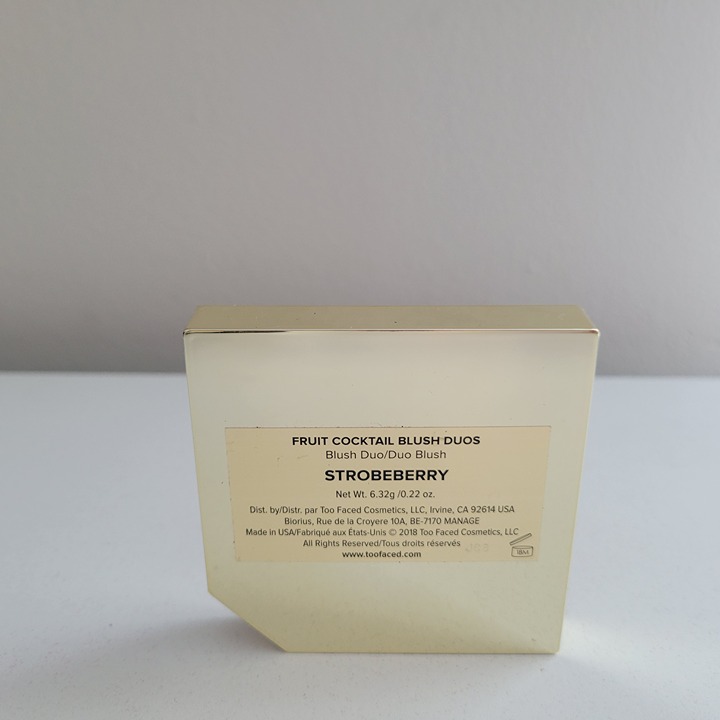 FRUIT COCKTAIL BLUSH DUOS
Blush Duo/Duo Blush
STROBEBERRY
Net Wt. 6.32g /0.22 oz.
Dist. by/Distr. par Too Faced Cosmetics, LLC, Irvine, CA 92614 USA
Biorius, Rue de la Croyere 10A, BE-7170 MANAGE
Made in USA/Fabriqué aux États-Unis © 2018 Too Faced Cosmetics, LLC
All Rights Reserved/Tous droits réservés
www.toofaced.com
18M